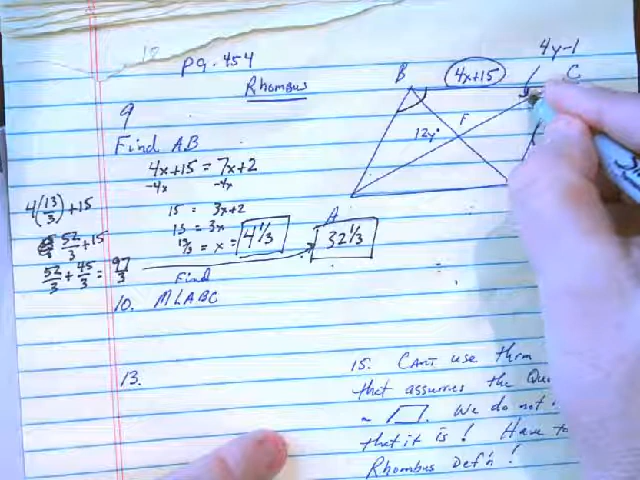 pg. 454
Rhombus
4y-1
B
4x+15
C
F
12y°
A
9
Find AB
4x+15 = 7x+2
-4x -4x
15 = 3x+2
13 = 3x
13/3 = x = 4 1/3
32 1/3
4(13/3)+15
52/3 +15
52/3 + 45/3 = 97/3
Find
10. M∠ABC
13.
15. CAN'T use thrm
that assumes the Qu
▱. We do not
that it is! Have to
Rhombus Def'n!